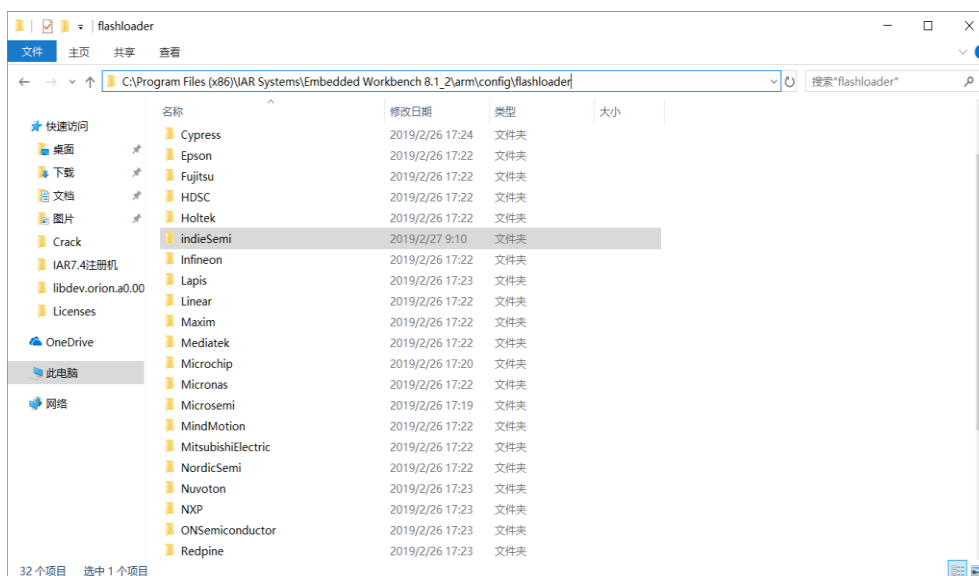 flashloader
文件 主页 共享 查看
C:\Program Files (x86)\IAR Systems\Embedded Workbench 8.1_2\arm\config\flashloader 搜索"flashloader"
名称 修改日期 类型 大小
快速访问
桌面
下载
文档
图片
Crack
IAR7.4注册机
libdev.orion.a0.00
Licenses
OneDrive
此电脑
网络
Cypress 2019/2/26 17:24 文件夹
Epson 2019/2/26 17:22 文件夹
Fujitsu 2019/2/26 17:22 文件夹
HDSC 2019/2/26 17:22 文件夹
Holtek 2019/2/26 17:22 文件夹
indieSemi 2019/2/27 9:10 文件夹
Infineon 2019/2/26 17:22 文件夹
Lapis 2019/2/26 17:23 文件夹
Linear 2019/2/26 17:22 文件夹
Maxim 2019/2/26 17:22 文件夹
Mediatek 2019/2/26 17:22 文件夹
Microchip 2019/2/26 17:20 文件夹
Micronas 2019/2/26 17:22 文件夹
Microsemi 2019/2/26 17:19 文件夹
MindMotion 2019/2/26 17:22 文件夹
MitsubishiElectric 2019/2/26 17:22 文件夹
NordicSemi 2019/2/26 17:22 文件夹
Nuvoton 2019/2/26 17:23 文件夹
NXP 2019/2/26 17:23 文件夹
ONSemiconductor 2019/2/26 17:23 文件夹
Redpine 2019/2/26 17:23 文件夹
32 个项目 选中 1 个项目